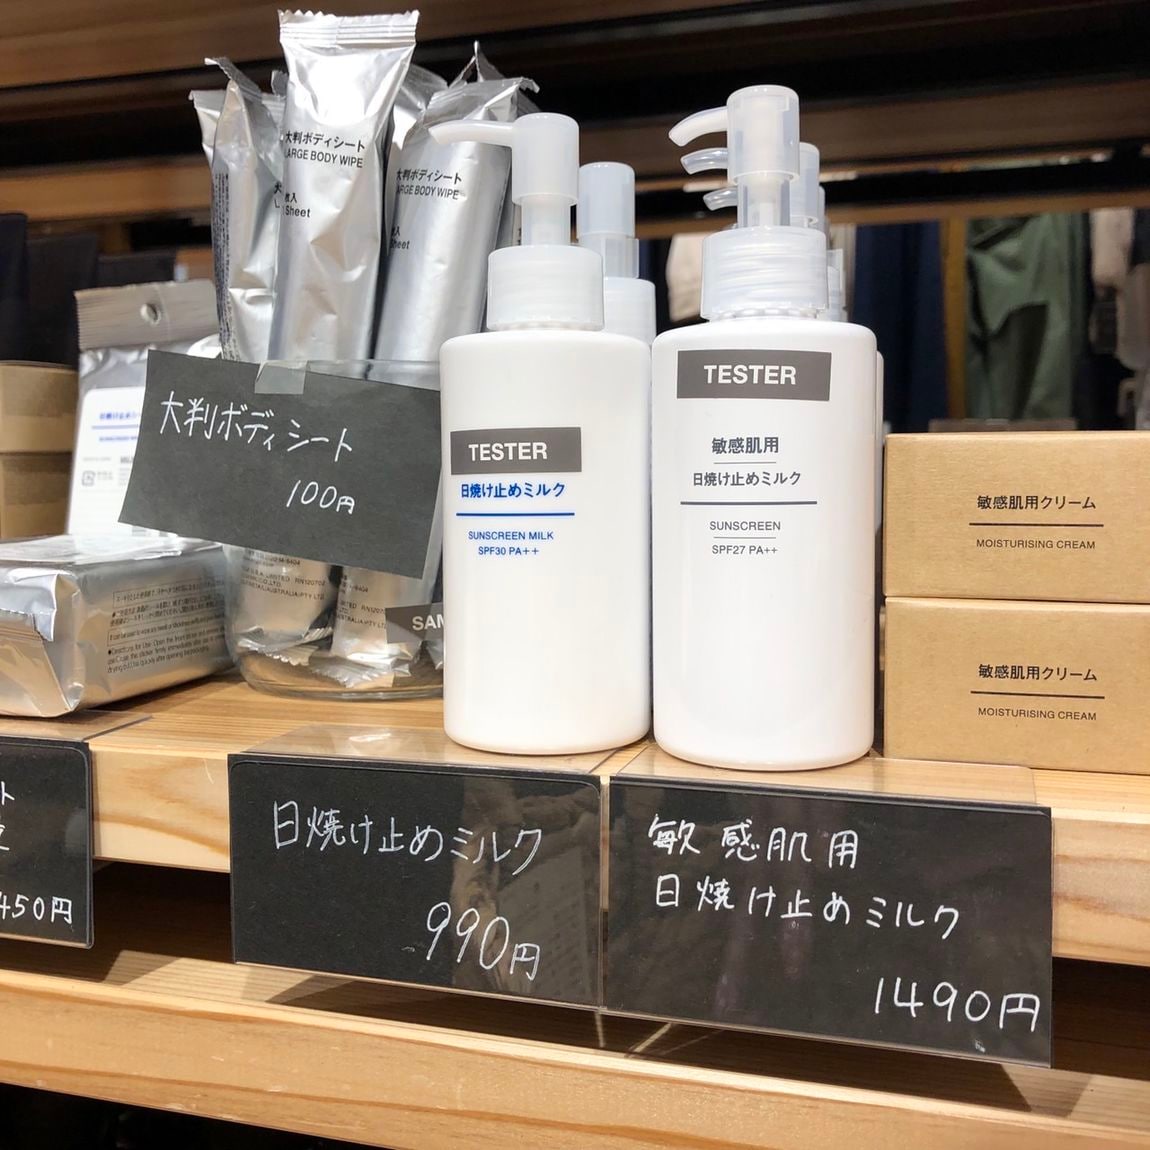 大判ボディシート
LARGE BODY WIPE
枚入
Sheet
大判ボディシート
LARGE BODY WIPE
大判ボディシート
100円
TESTER
日焼け止めミルク
SUNSCREEN MILK
SPF30 PA++
TESTER
敏感肌用
日焼け止めミルク
SUNSCREEN
SPF27 PA++
敏感肌用クリーム
MOISTURISING CREAM
敏感肌用クリーム
MOISTURISING CREAM
SAM
450円
日焼け止めミルク
990円
敏感肌用
日焼け止めミルク
1490円